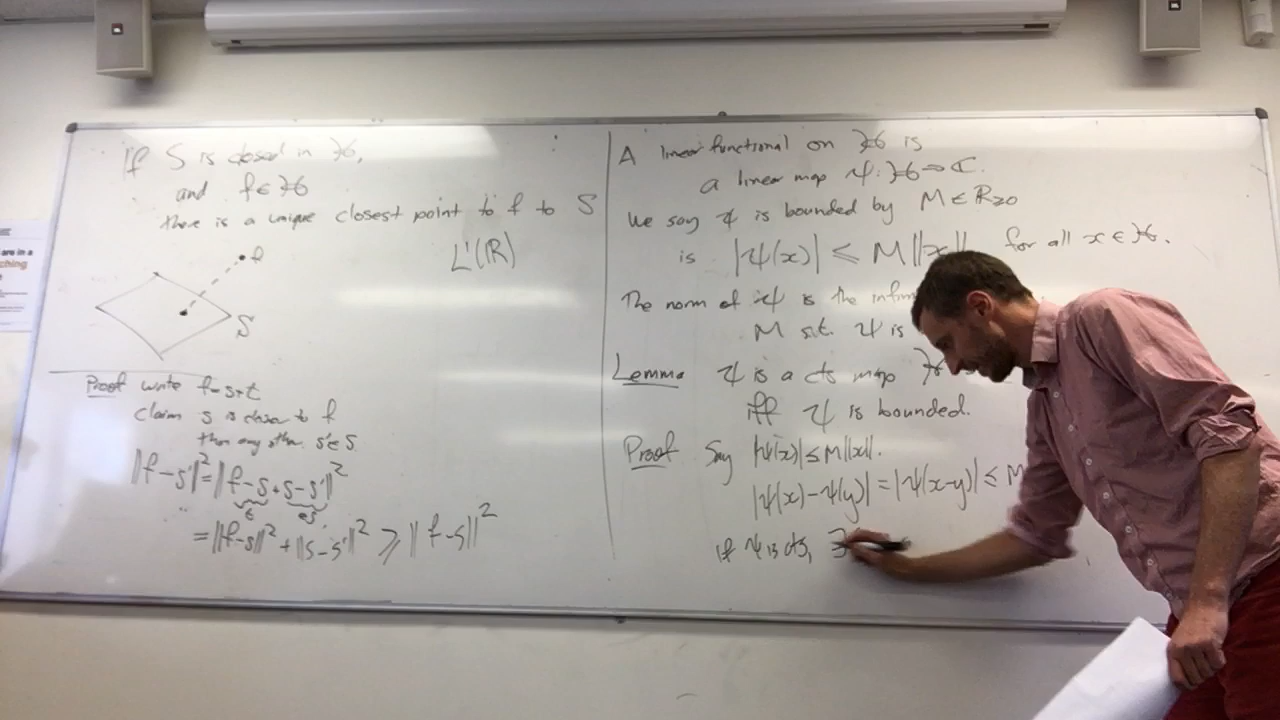 If S is closed in ℋ,
and f ∈ ℋ
there is a unique closest point to f to S
L¹(ℝ)
f
S
Proof write f = s + t
claim s is closer to f
than any other s' ∈ S
||f-s'||² = ||f-s + s-s'||²
∈S
= ||f-s||² + ||s-s'||² ≥ ||f-s||²
A linear functional on ℋ is
a linear map ψ: ℋ → ℂ.
We say ψ is bounded by M ∈ ℝ≥0
is |ψ(x)| ≤ M||x|| for all x ∈ ℋ.
The norm of ψ is the
M s.t. ψ is
Lemma ψ is a cts map ℋ
iff ψ is bounded.
Proof Say |ψ(x)| ≤ M||x||.
|ψ(x)-ψ(y)| = |ψ(x-y)| ≤ M
if ψ is cts, ∃
are in a
ching